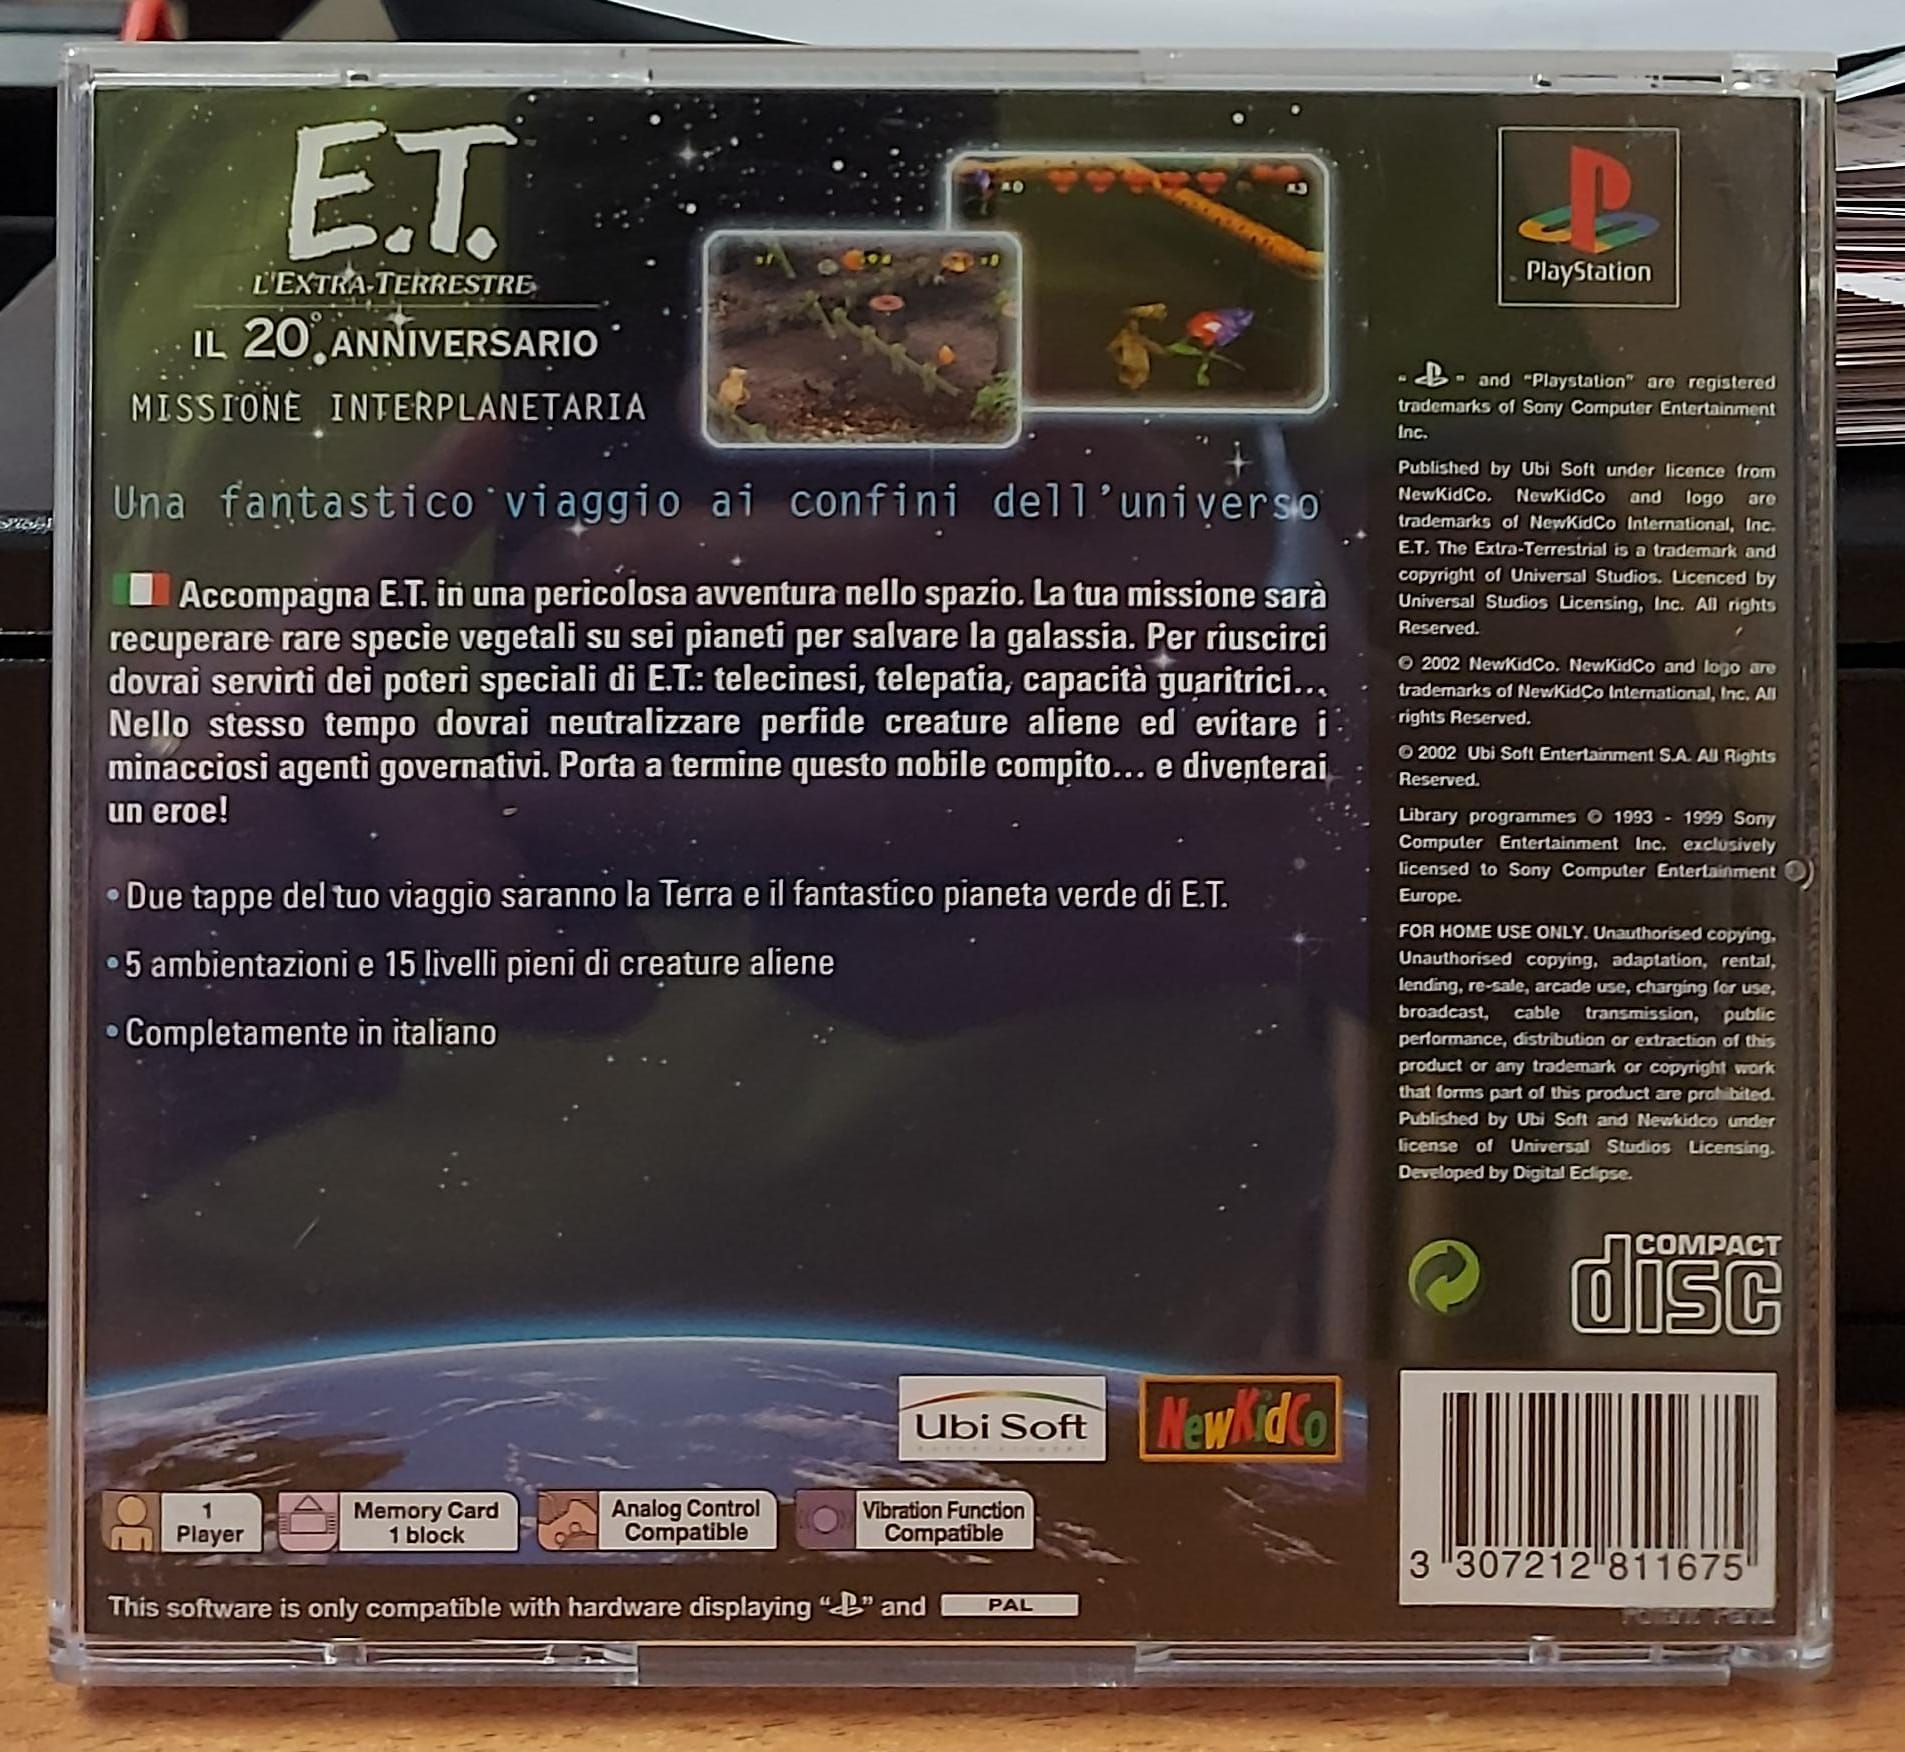 E.T.
L'EXTRA-TERRESTRE
IL 20° ANNIVERSARIO
MISSIONE INTERPLANETARIA
x0
x3
Una fantastico viaggio ai confini dell'universo
Accompagna E.T. in una pericolosa avventura nello spazio. La tua missione sarà
recuperare rare specie vegetali su sei pianeti per salvare la galassia. Per riuscirci
dovrai servirti dei poteri speciali di E.T.: telecinesi, telepatia, capacità guaritrici...
Nello stesso tempo dovrai neutralizzare perfide creature aliene ed evitare i
minacciosi agenti governativi. Porta a termine questo nobile compito... e diventerai
un eroe!
• Due tappe del tuo viaggio saranno la Terra e il fantastico pianeta verde di E.T.
• 5 ambientazioni e 15 livelli pieni di creature aliene
• Completamente in italiano
Ubi Soft
NewKidCo
1
Player
Memory Card
1 block
Analog Control
Compatible
Vibration Function
Compatible
This software is only compatible with hardware displaying “PS” and PAL
PlayStation
“PS” and “Playstation” are registered
trademarks of Sony Computer Entertainment
Inc.
Published by Ubi Soft under licence from
NewKidCo. NewKidCo and logo are
trademarks of NewKidCo International, Inc.
E.T. The Extra-Terrestrial is a trademark and
copyright of Universal Studios. Licenced by
Universal Studios Licensing, Inc. All rights
Reserved.
© 2002 NewKidCo. NewKidCo and logo are
trademarks of NewKidCo International, Inc. All
rights Reserved.
© 2002 Ubi Soft Entertainment S.A. All Rights
Reserved.
Library programmes © 1993 - 1999 Sony
Computer Entertainment Inc. exclusively
licensed to Sony Computer Entertainment
Europe.
FOR HOME USE ONLY. Unauthorised copying,
Unauthorised copying, adaptation, rental,
lending, re-sale, arcade use, charging for use,
broadcast, cable transmission, public
performance, distribution or extraction of this
product or any trademark or copyright work
that forms part of this product are prohibited.
Published by Ubi Soft and Newkidco under
license of Universal Studios Licensing.
Developed by Digital Eclipse.
COMPACT
disc
3 307212 811675